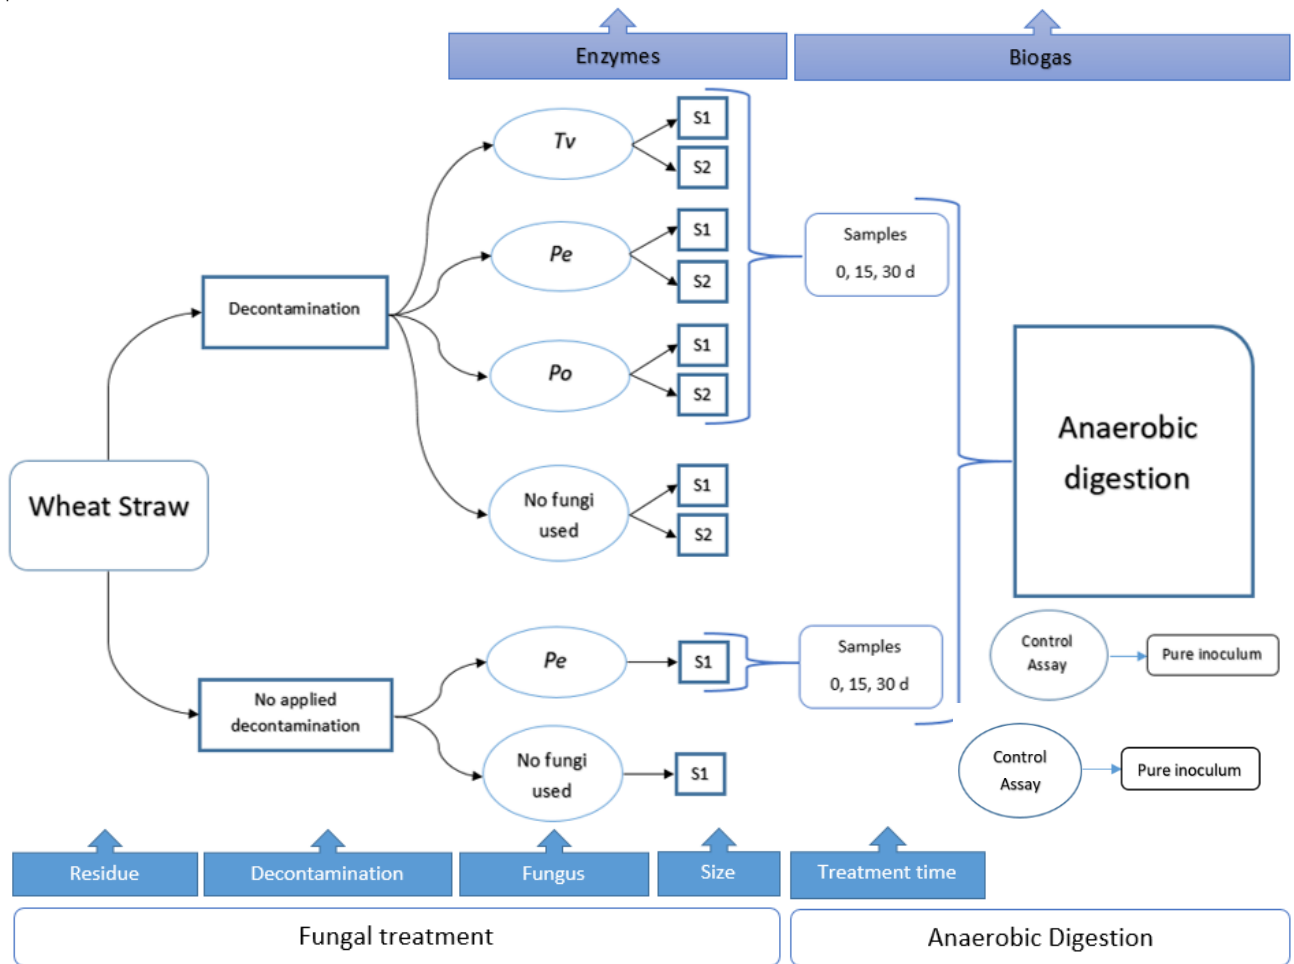 Enzymes
Biogas
Tv
S1
S2
Pe
S1
S2
Samples
0, 15, 30 d
Decontamination
Po
S1
S2
Anaerobic
digestion
Wheat Straw
No fungi
used
S1
S2
Pe
S1
Samples
0, 15, 30 d
Control
Assay
Pure inoculum
No applied
decontamination
No fungi
used
S1
Control
Assay
Pure inoculum
Residue
Decontamination
Fungus
Size
Treatment time
Fungal treatment
Anaerobic Digestion